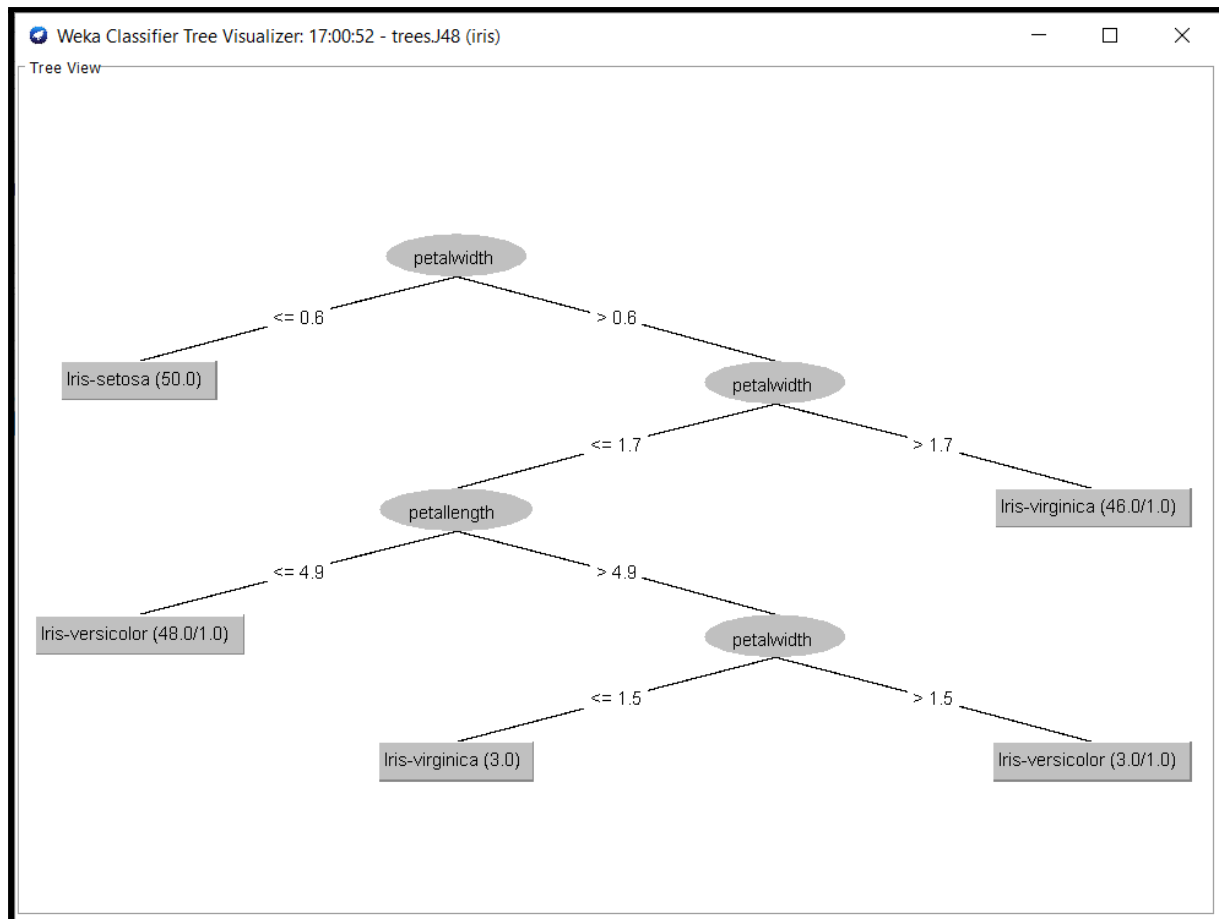 Weka Classifier Tree Visualizer: 17:00:52 - trees.J48 (iris)
Tree View
petalwidth
<= 0.6
> 0.6
Iris-setosa (50.0)
petalwidth
<= 1.7
> 1.7
petallength
Iris-virginica (46.0/1.0)
<= 4.9
> 4.9
Iris-versicolor (48.0/1.0)
petalwidth
<= 1.5
> 1.5
Iris-virginica (3.0)
Iris-versicolor (3.0/1.0)